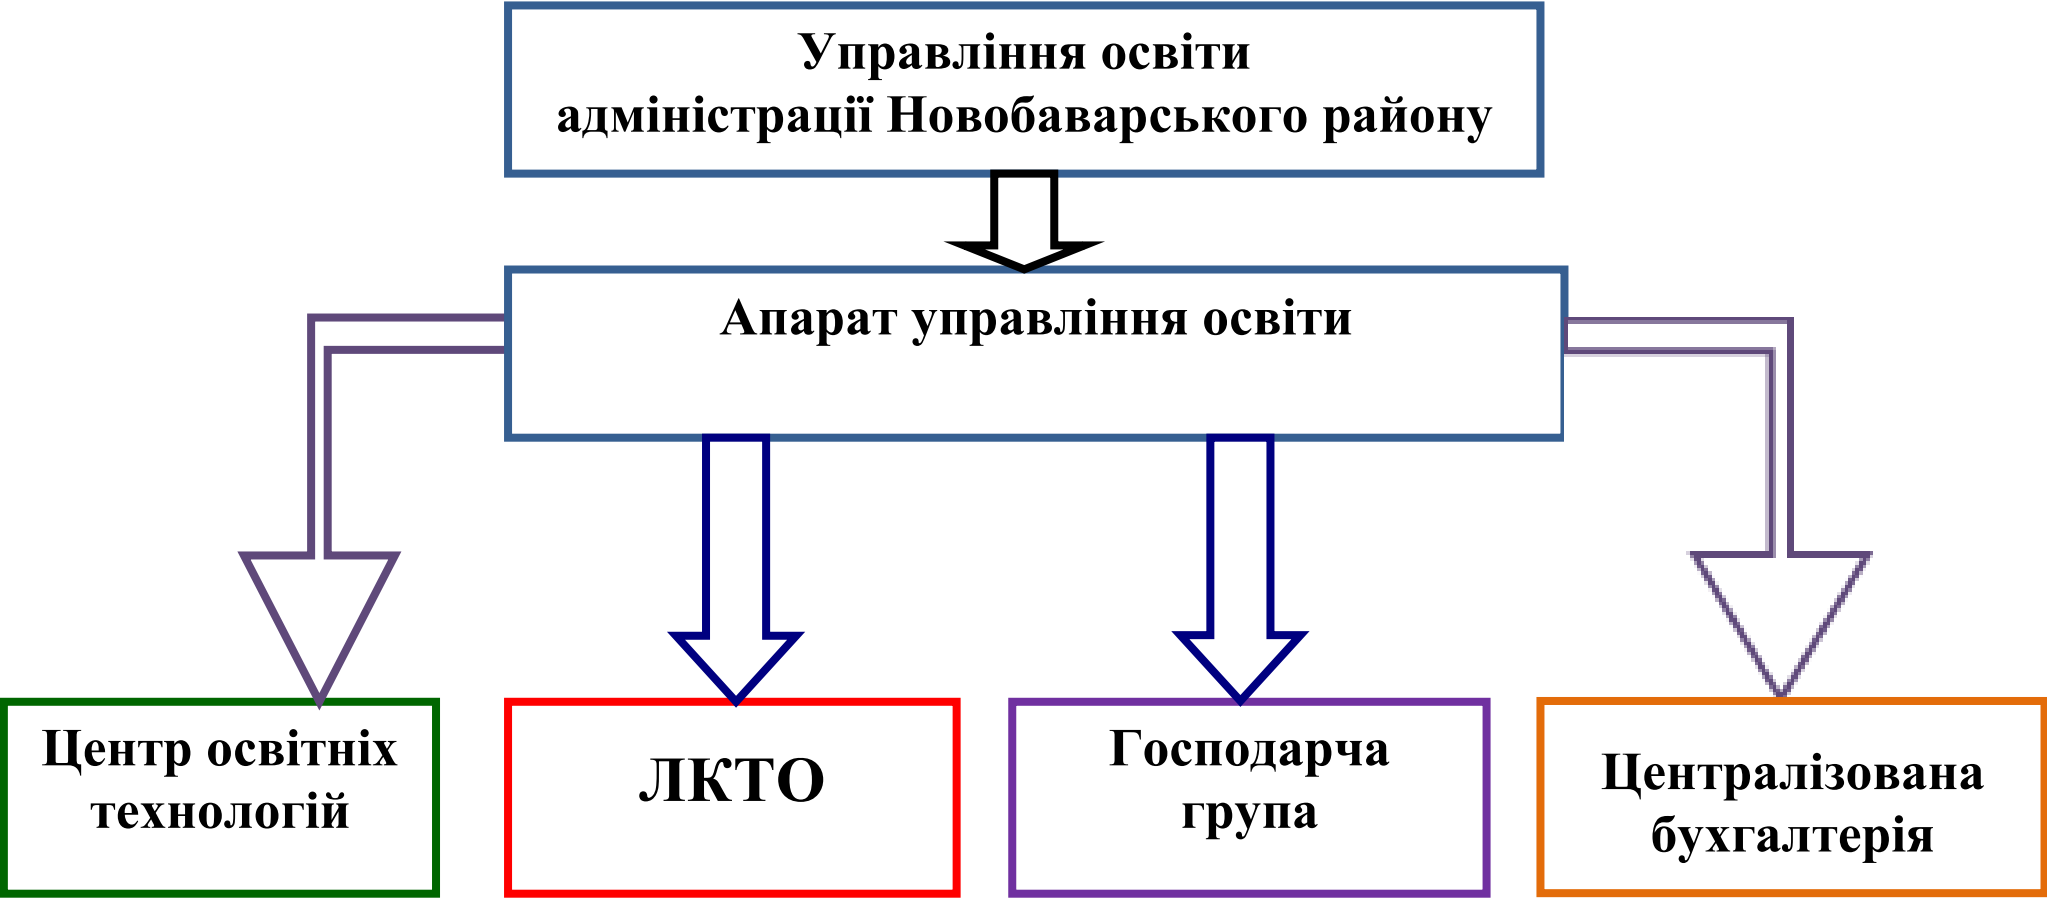 Управління освіти
адміністрації Новобаварського району
Апарат управління освіти
Центр освітніх
технологій
ЛКТО
Господарча
група
Централізована
бухгалтерія